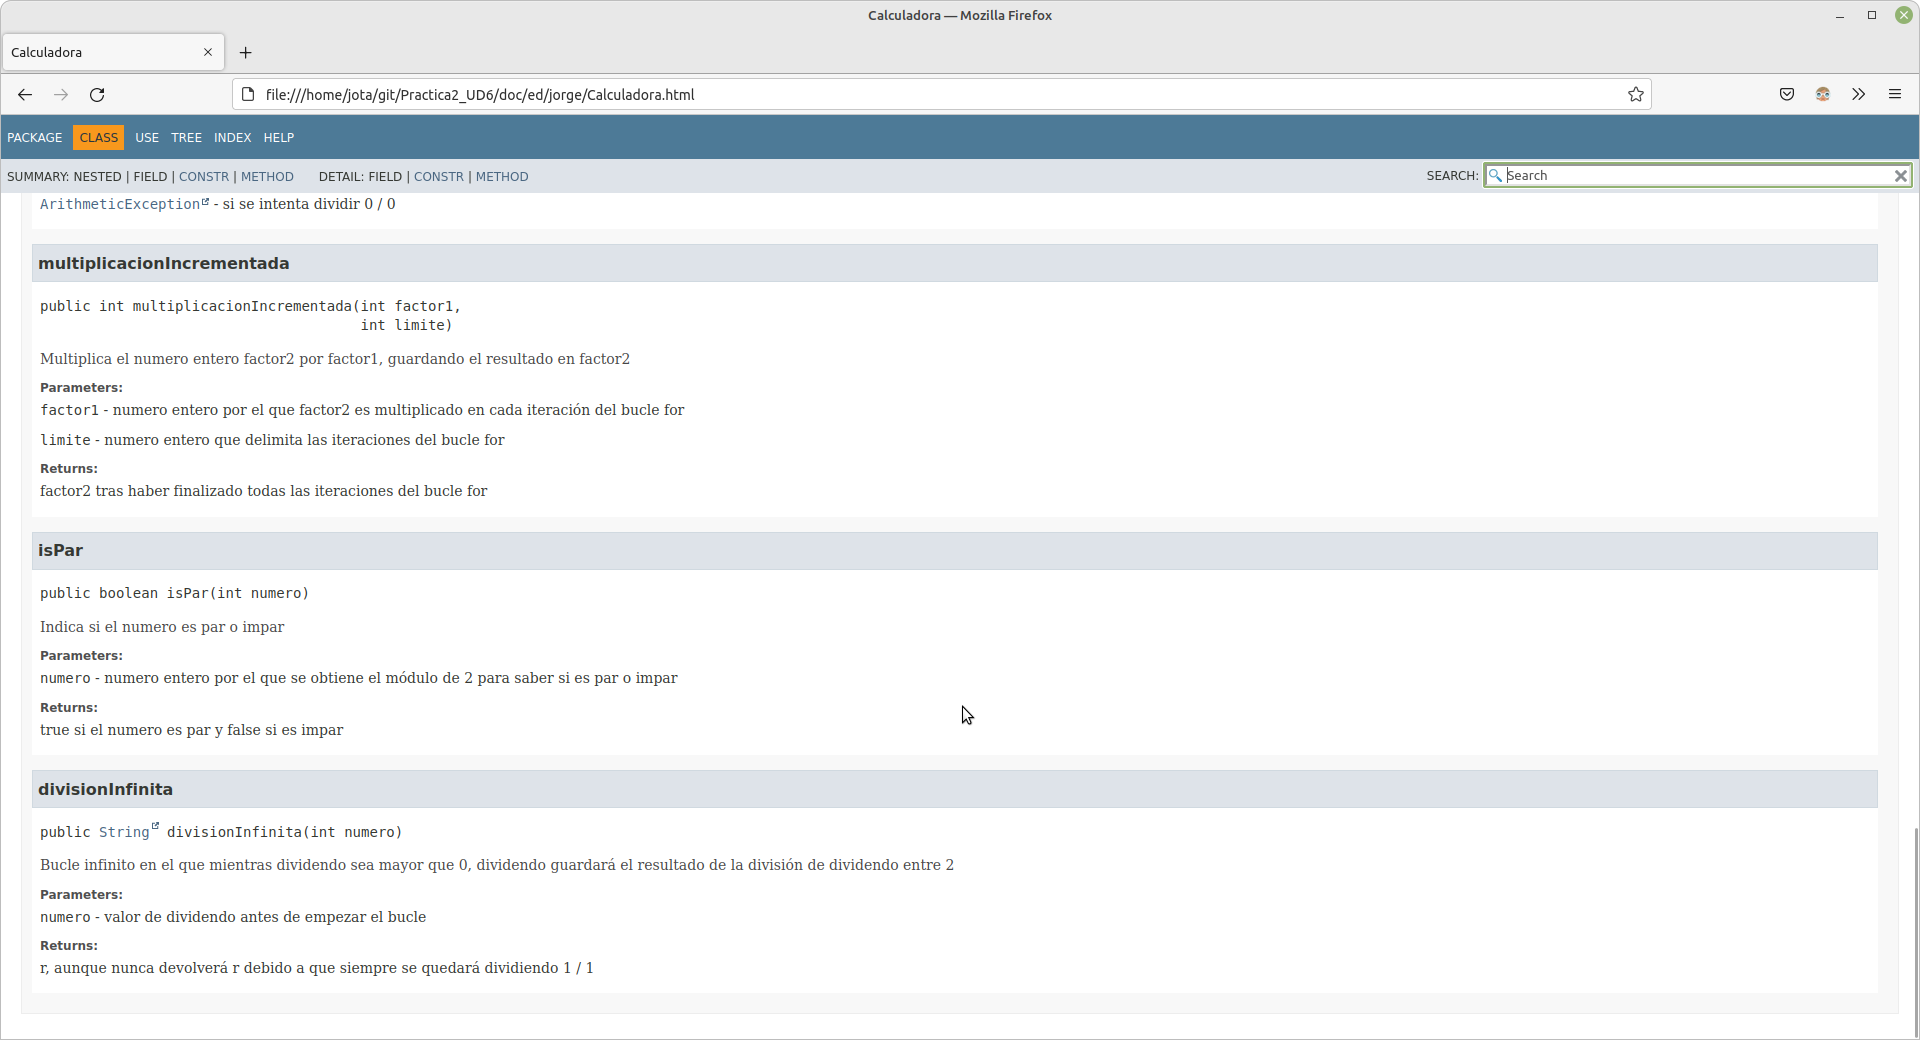 Calculadora — Mozilla Firefox
Calculadora
file:///home/jota/git/Practica2_UD6/doc/ed/jorge/Calculadora.html
PACKAGE CLASS USE TREE INDEX HELP
SUMMARY: NESTED | FIELD | CONSTR | METHOD DETAIL: FIELD | CONSTR | METHOD SEARCH: Search
ArithmeticException - si se intenta dividir 0 / 0
multiplicacionIncrementada
public int multiplicacionIncrementada(int factor1,
int limite)
Multiplica el numero entero factor2 por factor1, guardando el resultado en factor2
Parameters:
factor1 - numero entero por el que factor2 es multiplicado en cada iteración del bucle for
limite - numero entero que delimita las iteraciones del bucle for
Returns:
factor2 tras haber finalizado todas las iteraciones del bucle for
isPar
public boolean isPar(int numero)
Indica si el numero es par o impar
Parameters:
numero - numero entero por el que se obtiene el módulo de 2 para saber si es par o impar
Returns:
true si el numero es par y false si es impar
divisionInfinita
public String divisionInfinita(int numero)
Bucle infinito en el que mientras dividendo sea mayor que 0, dividendo guardará el resultado de la división de dividendo entre 2
Parameters:
numero - valor de dividendo antes de empezar el bucle
Returns:
r, aunque nunca devolverá r debido a que siempre se quedará dividiendo 1 / 1